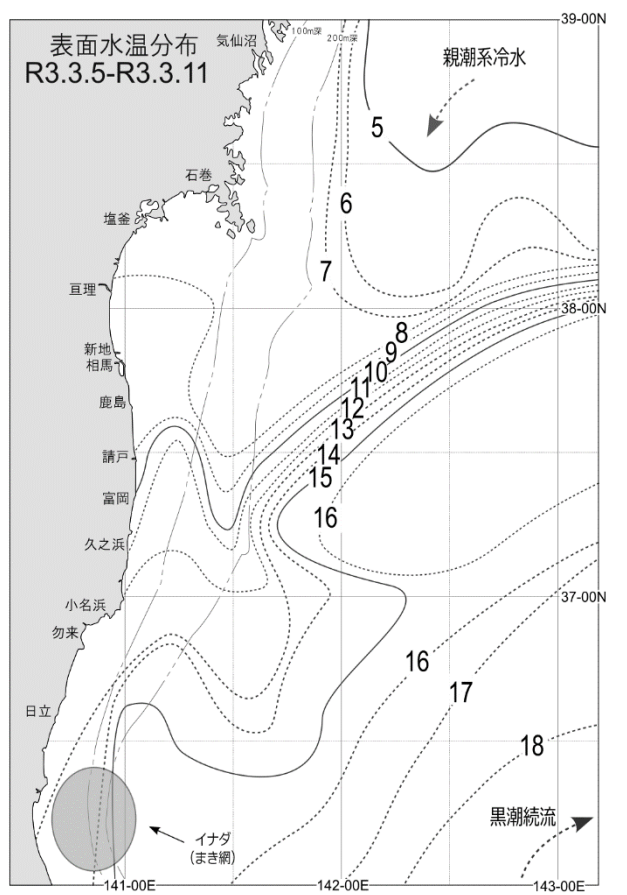 表面水温分布
R3.3.5-R3.3.11
気仙沼
100m深
200m深
39-00N
親潮系冷水
5
石巻
6
塩釜
7
亘理
38-00N
8
新地
9
相馬
10
11
鹿島
12
13
請戸
14
15
富岡
16
久之浜
小名浜
37-00N
勿来
16
17
日立
18
黒潮続流
イナダ
(まき網)
141-00E
142-00E
143-00E